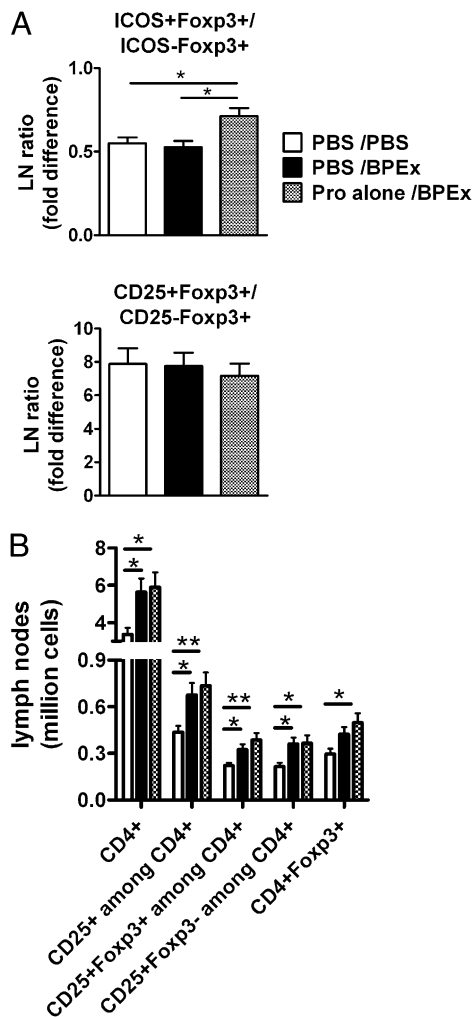 A
ICOS+Foxp3+/
ICOS-Foxp3+
*
*
1.0
0.5
0.0
LN ratio
(fold difference)
PBS /PBS
PBS /BPEx
Pro alone /BPEx
CD25+Foxp3+/
CD25-Foxp3+
10
8
6
4
2
0
LN ratio
(fold difference)
B
8
6
4
0.9
0.6
0.3
0.0
lymph nodes
(million cells)
*
*
**
*
**
*
*
*
*
CD4+
CD25+ among CD4+
CD25+Foxp3+ among CD4+
CD25+Foxp3- among CD4+
CD4+Foxp3+